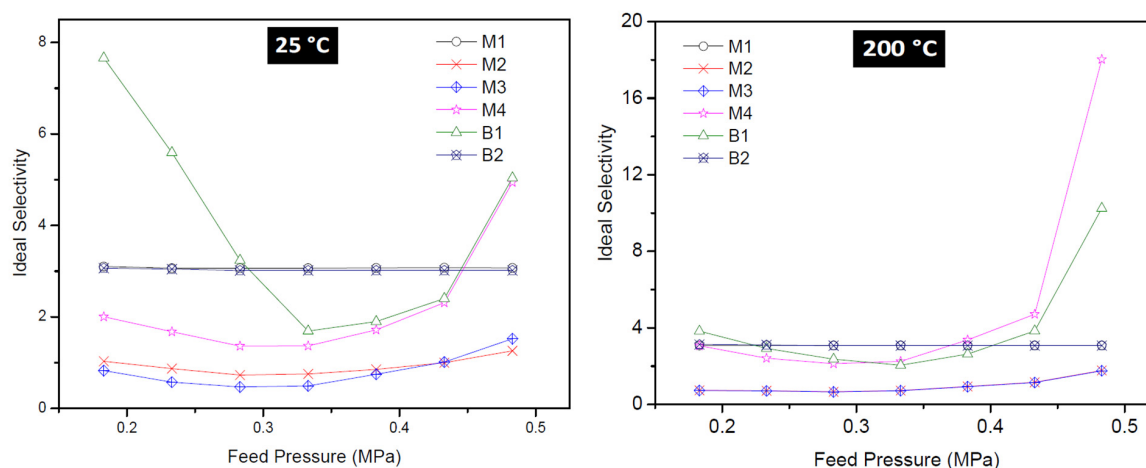 25 °C
M1
M2
M3
M4
B1
B2
8
6
4
2
0
Ideal Selectivity
0.2 0.3 0.4 0.5
Feed Pressure (MPa)
200 °C
M1
M2
M3
M4
B1
B2
20
16
12
8
4
0
Ideal Selectivity
0.2 0.3 0.4 0.5
Feed Pressure (MPa)